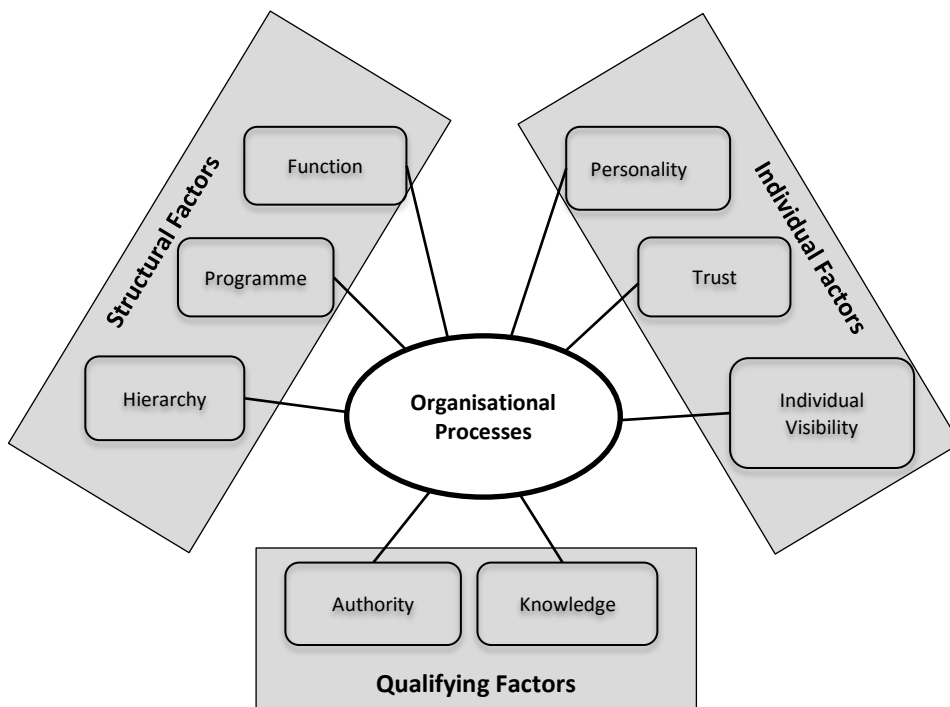 Structural Factors
Function
Programme
Hierarchy
Individual Factors
Personality
Trust
Individual
Visibility
Organisational
Processes
Authority
Knowledge
Qualifying Factors